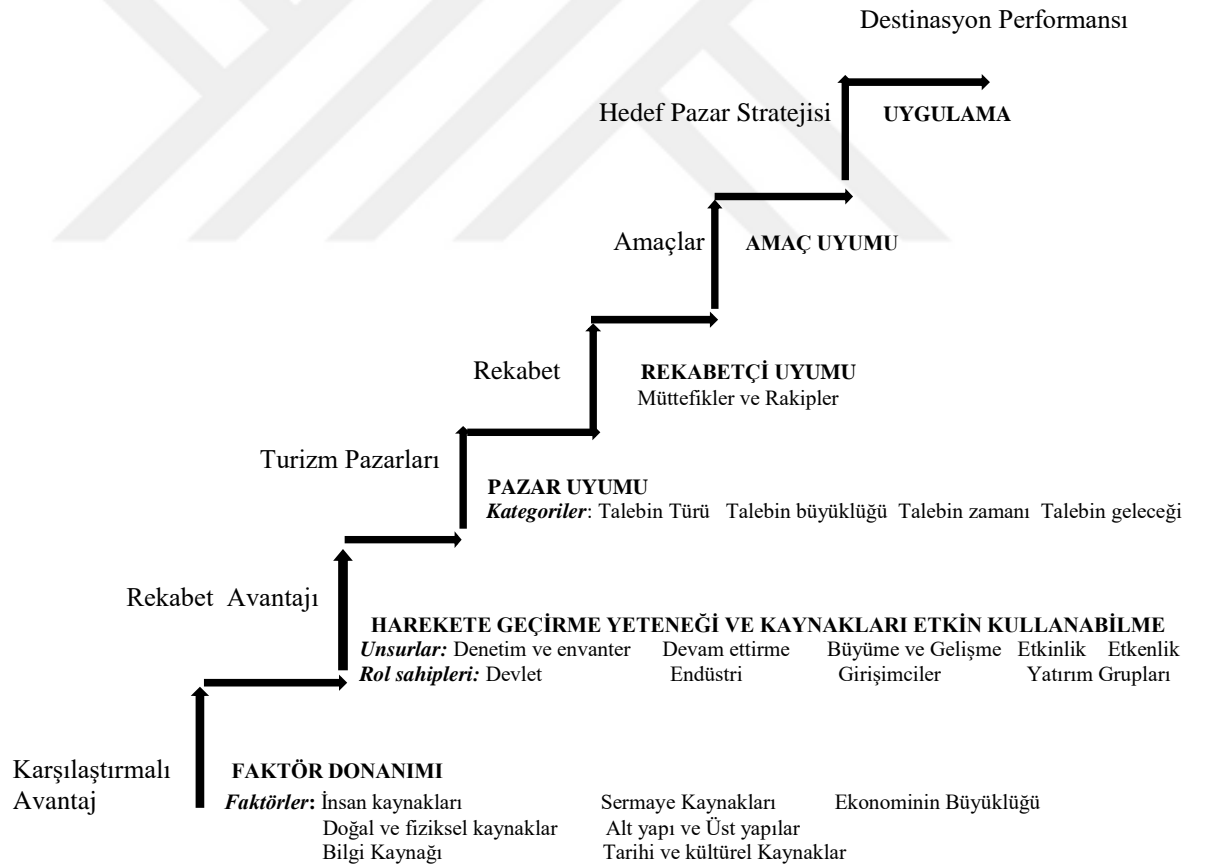 Destinasyon Performansı
Hedef Pazar Stratejisi UYGULAMA
Amaçlar AMAÇ UYUMU
Rekabet REKABETÇİ UYUMU
Müttefikler ve Rakipler
Turizm Pazarları
PAZAR UYUMU
Kategoriler: Talebin Türü Talebin büyüklüğü Talebin zamanı Talebin geleceği
Rekabet Avantajı
HAREKETE GEÇİRME YETENEĞİ VE KAYNAKLARI ETKİN KULLANABİLME
Unsurlar: Denetim ve envanter Devam ettirme Büyüme ve Gelişme Etkinlik Etkenlik
Rol sahipleri: Devlet Endüstri Girişimciler Yatırım Grupları
Karşılaştırmalı FAKTÖR DONANIMI
Avantaj Faktörler: İnsan kaynakları Sermaye Kaynakları Ekonominin Büyüklüğü
Doğal ve fiziksel kaynaklar Alt yapı ve Üst yapılar
Bilgi Kaynağı Tarihi ve kültürel Kaynaklar